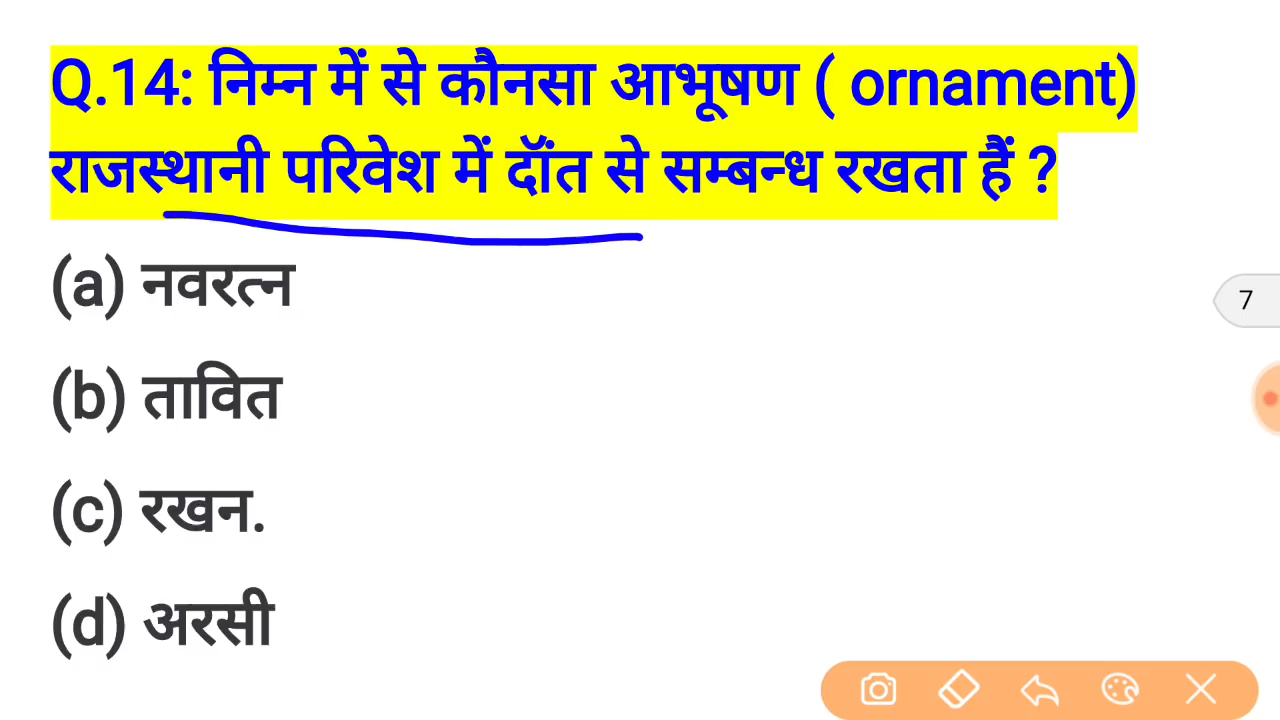 Q.14: निम्न में से कौनसा आभूषण ( ornament)
राजस्थानी परिवेश में दॉंत से सम्बन्ध रखता हैं ?
(a) नवरत्न
(b) तावित
(c) रखन.
(d) अरसी
7